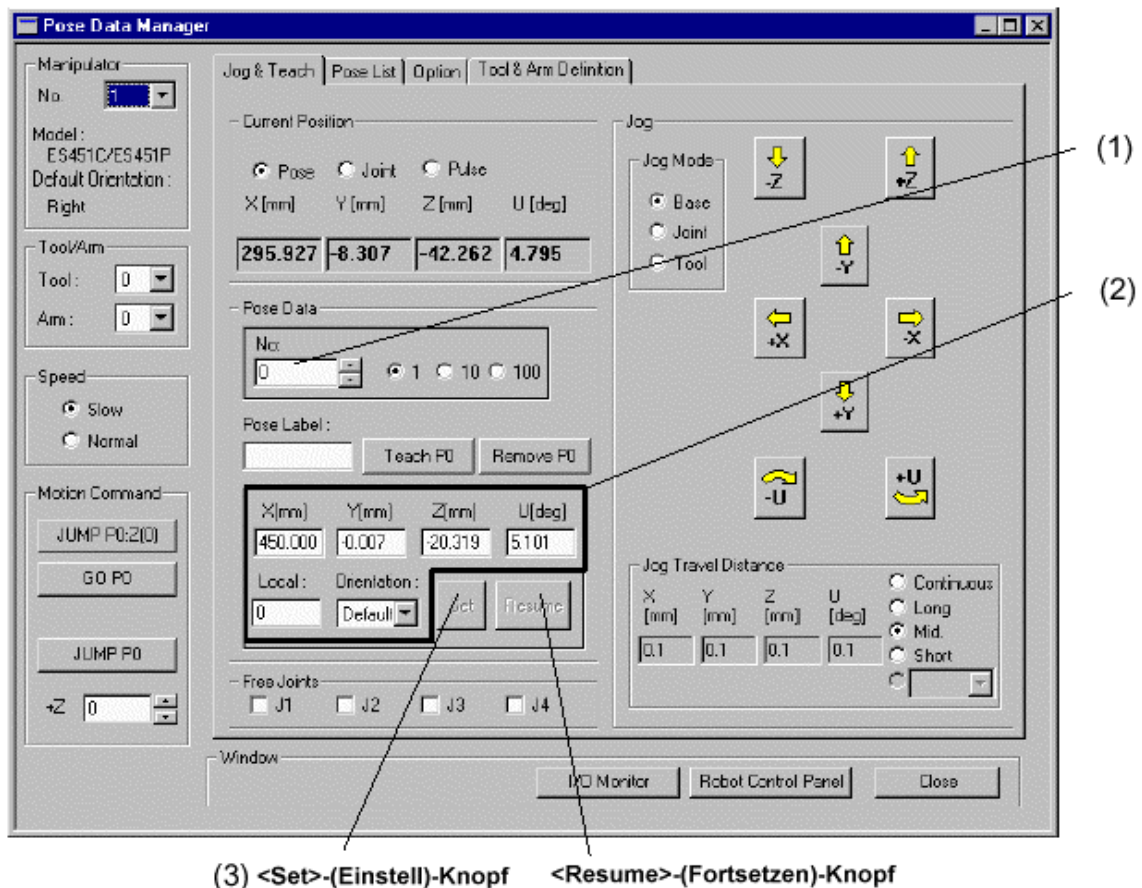 Pose Data Manager
Manipulator
No. 1
Model :
ES451C/ES451P
Default Orientation :
Right
Tool/Arm
Tool : 0
Arm : 0
Speed
Slow
Normal
Motion Command
JUMP P0:Z(0)
GO P0
JUMP P0
+Z 0
Jog & Teach Pose List Option Tool & Arm Definition
Current Position
Pose Joint Pulse
X [mm] Y [mm] Z [mm] U [deg]
295.927 -8.307 -42.262 4.795
Pose Data
No:
0 1 10 100
Pose Label :
Teach P0 Remove P0
X[mm] Y[mm] Z[mm] U[deg]
450.000 -0.007 -20.319 5.101
Local : Orientation :
0 Default Set Resume
Free Joints
J1 J2 J3 J4
Jog
Jog Mode
Base
Joint
Tool
-Z +Z
-Y
+X -X
+Y
-U +U
Jog Travel Distance
X Y Z U
[mm] [mm] [mm] [deg]
0.1 0.1 0.1 0.1
Continuous
Long
Mid.
Short
Window
I/O Monitor Robot Control Panel Close
(1)
(2)
(3) <Set>-(Einstell)-Knopf <Resume>-(Fortsetzen)-Knopf